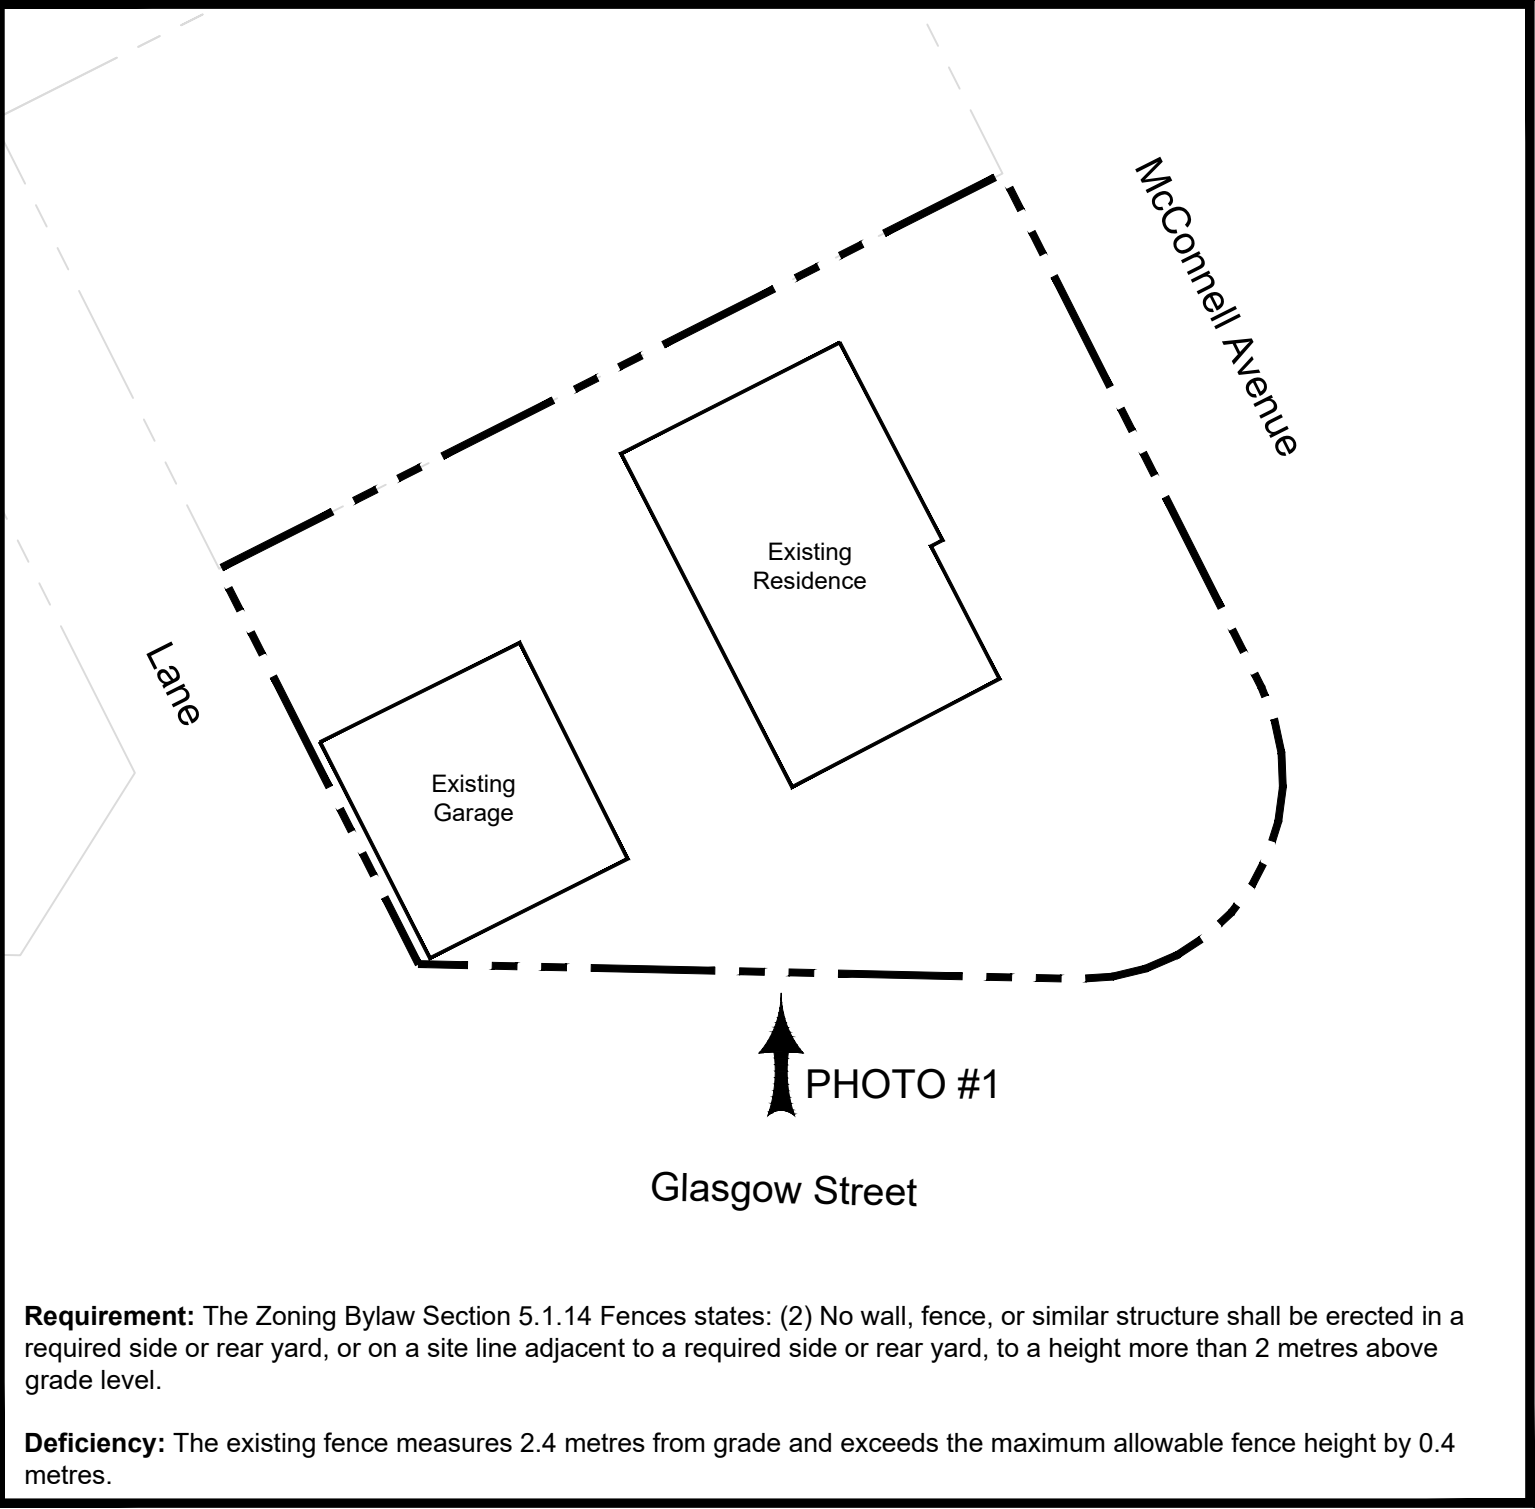 McConnell Avenue
Existing
Residence
Lane
Existing
Garage
PHOTO #1
Glasgow Street
Requirement: The Zoning Bylaw Section 5.1.14 Fences states: (2) No wall, fence, or similar structure shall be erected in a
required side or rear yard, or on a site line adjacent to a required side or rear yard, to a height more than 2 metres above
grade level.
Deficiency: The existing fence measures 2.4 metres from grade and exceeds the maximum allowable fence height by 0.4
metres.